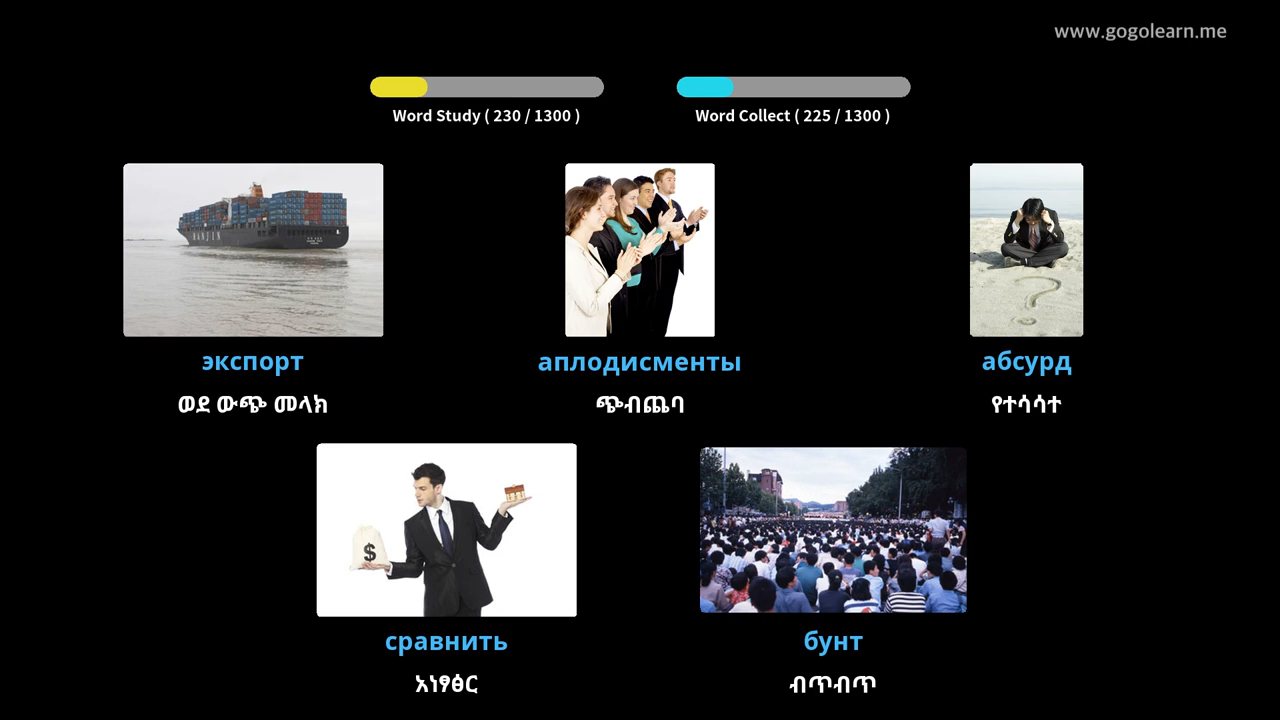 www.gogolearn.me
Word Study ( 230 / 1300 )
Word Collect ( 225 / 1300 )
HANJIN
экспорт
аплодисменты
абсурд
ወደ ውጭ መላክ
ጭብጨባ
የተሳሳተ
$
сравнить
бунт
አነፃፅር
ብጥብጥ